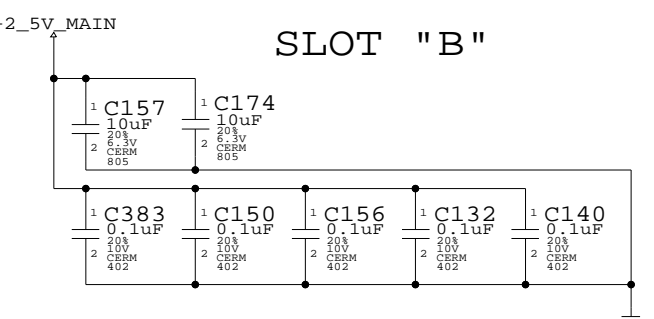 +2_5V_MAIN
SLOT "B"
1 C157
10uF
20%
6.3V
2 CERM
805
1 C174
10uF
20%
6.3V
2 CERM
805
1 C383
0.1uF
20%
10V
2 CERM
402
1 C150
0.1uF
20%
10V
2 CERM
402
1 C156
0.1uF
20%
10V
2 CERM
402
1 C132
0.1uF
20%
10V
2 CERM
402
1 C140
0.1uF
20%
10V
2 CERM
402